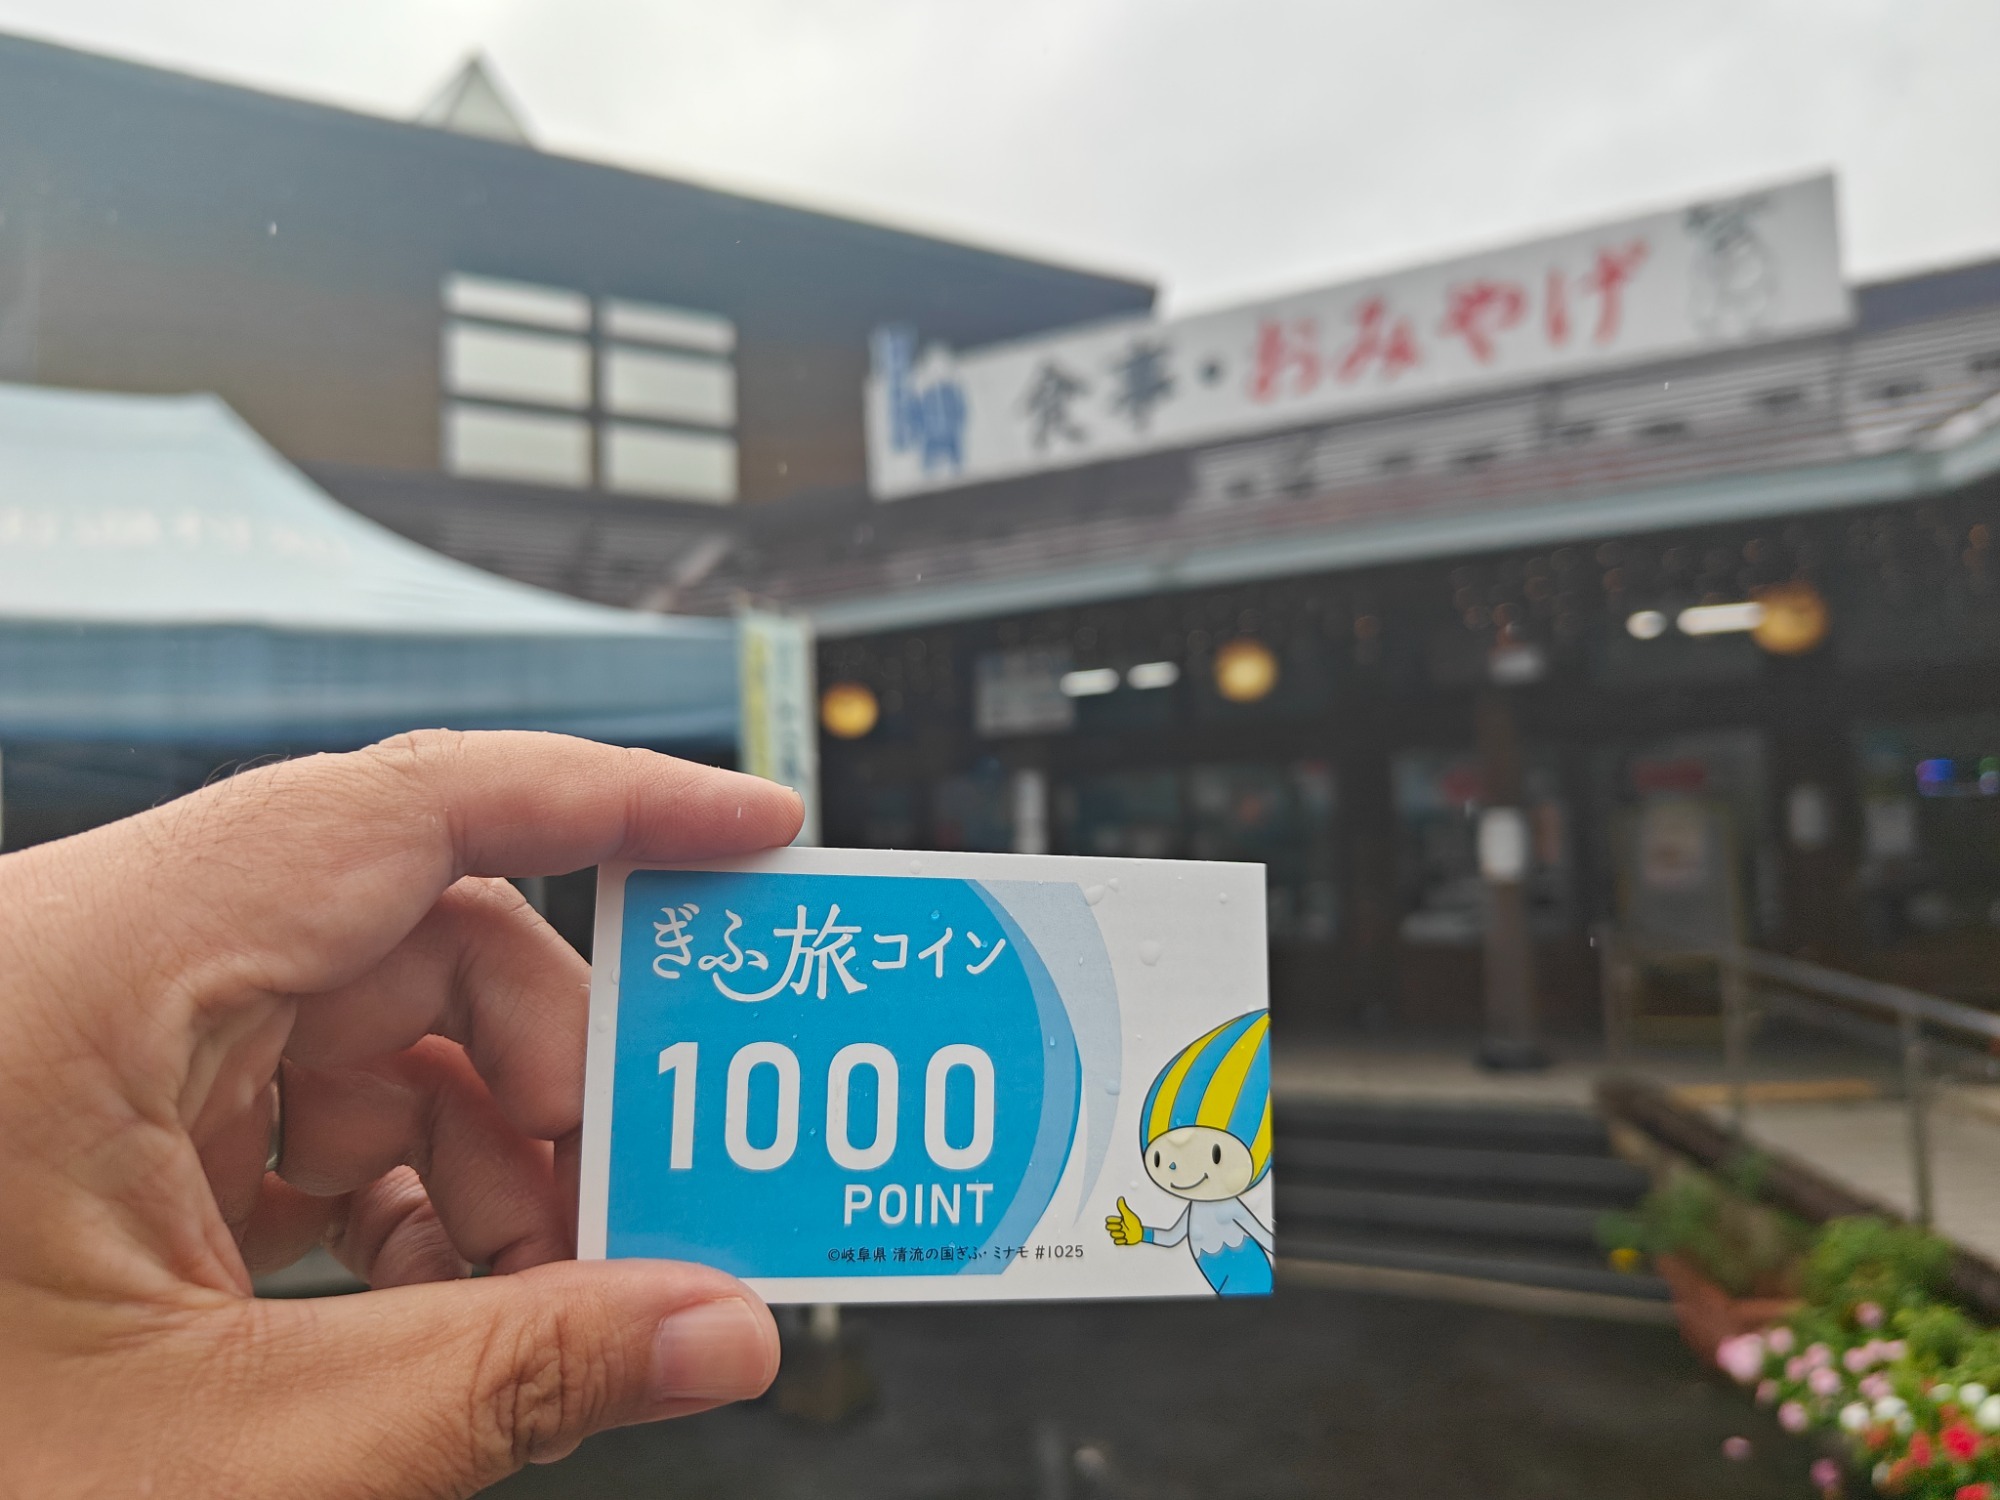 食事・おみやげ
ぎふ旅コイン
1000
POINT
©岐阜県 清流の国ぎふ・ミナモ #1025